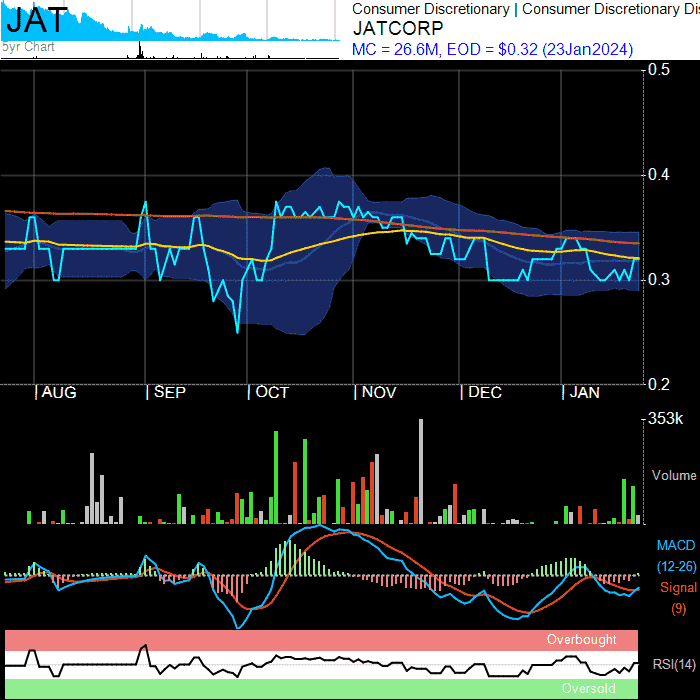 JAT
5yr Chart
Consumer Discretionary | Consumer Discretionary Dis
JATCORP
MC = 26.6M, EOD = $0.32 (23Jan2024)
0.5
0.4
0.3
0.2
| AUG | SEP | OCT | NOV | DEC | JAN
353k
Volume
MACD
(12-26)
Signal
(9)
Overbought
RSI(14)
Oversold